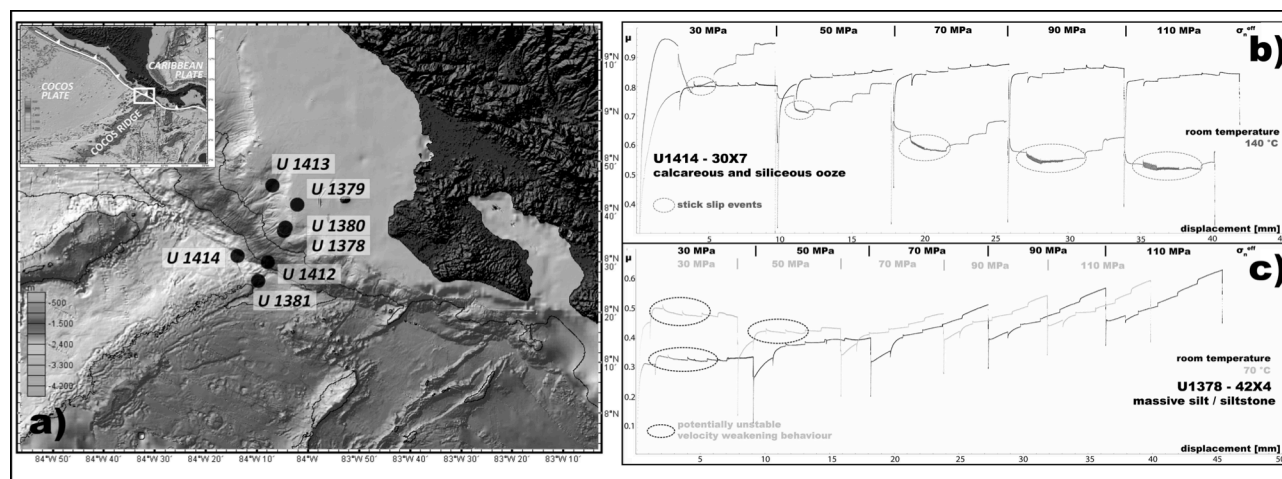 COCOS
PLATE
CARIBBEAN
PLATE
COCOS RIDGE
U 1413
U 1379
U 1380
U 1378
U 1414
U 1412
U 1381
-500
-1.500
-2.400
-3.300
-4.200
a)
9°N
10'
9°N
8°N
50'
8°N
40'
8°N
30'
8°N
20'
8°N
10'
8°N
84°W 50' 84°W 40' 84°W 30' 84°W 20' 84°W 10' 84°W 83°W 50' 83°W 40' 83°W 30' 83°W 20' 83°W 10'
μ 30 MPa 50 MPa 70 MPa 90 MPa 110 MPa σn eff
b)
0.9
0.8
0.7
0.6
0.5
0.4
room temperature
140 °C
U1414 - 30X7
calcareous and siliceous ooze
stick slip events
displacement [mm]
5 10 15 20 25 30 35 40
μ 30 MPa 50 MPa 70 MPa 90 MPa 110 MPa σn eff
30 MPa 50 MPa 70 MPa 90 MPa 110 MPa
c)
0.6
0.5
0.4
0.3
0.2
0.1
room temperature
70 °C
U1378 - 42X4
massive silt / siltstone
potentially unstable
velocity weakening behaviour
displacement [mm]
5 10 15 20 25 30 35 40 45 50